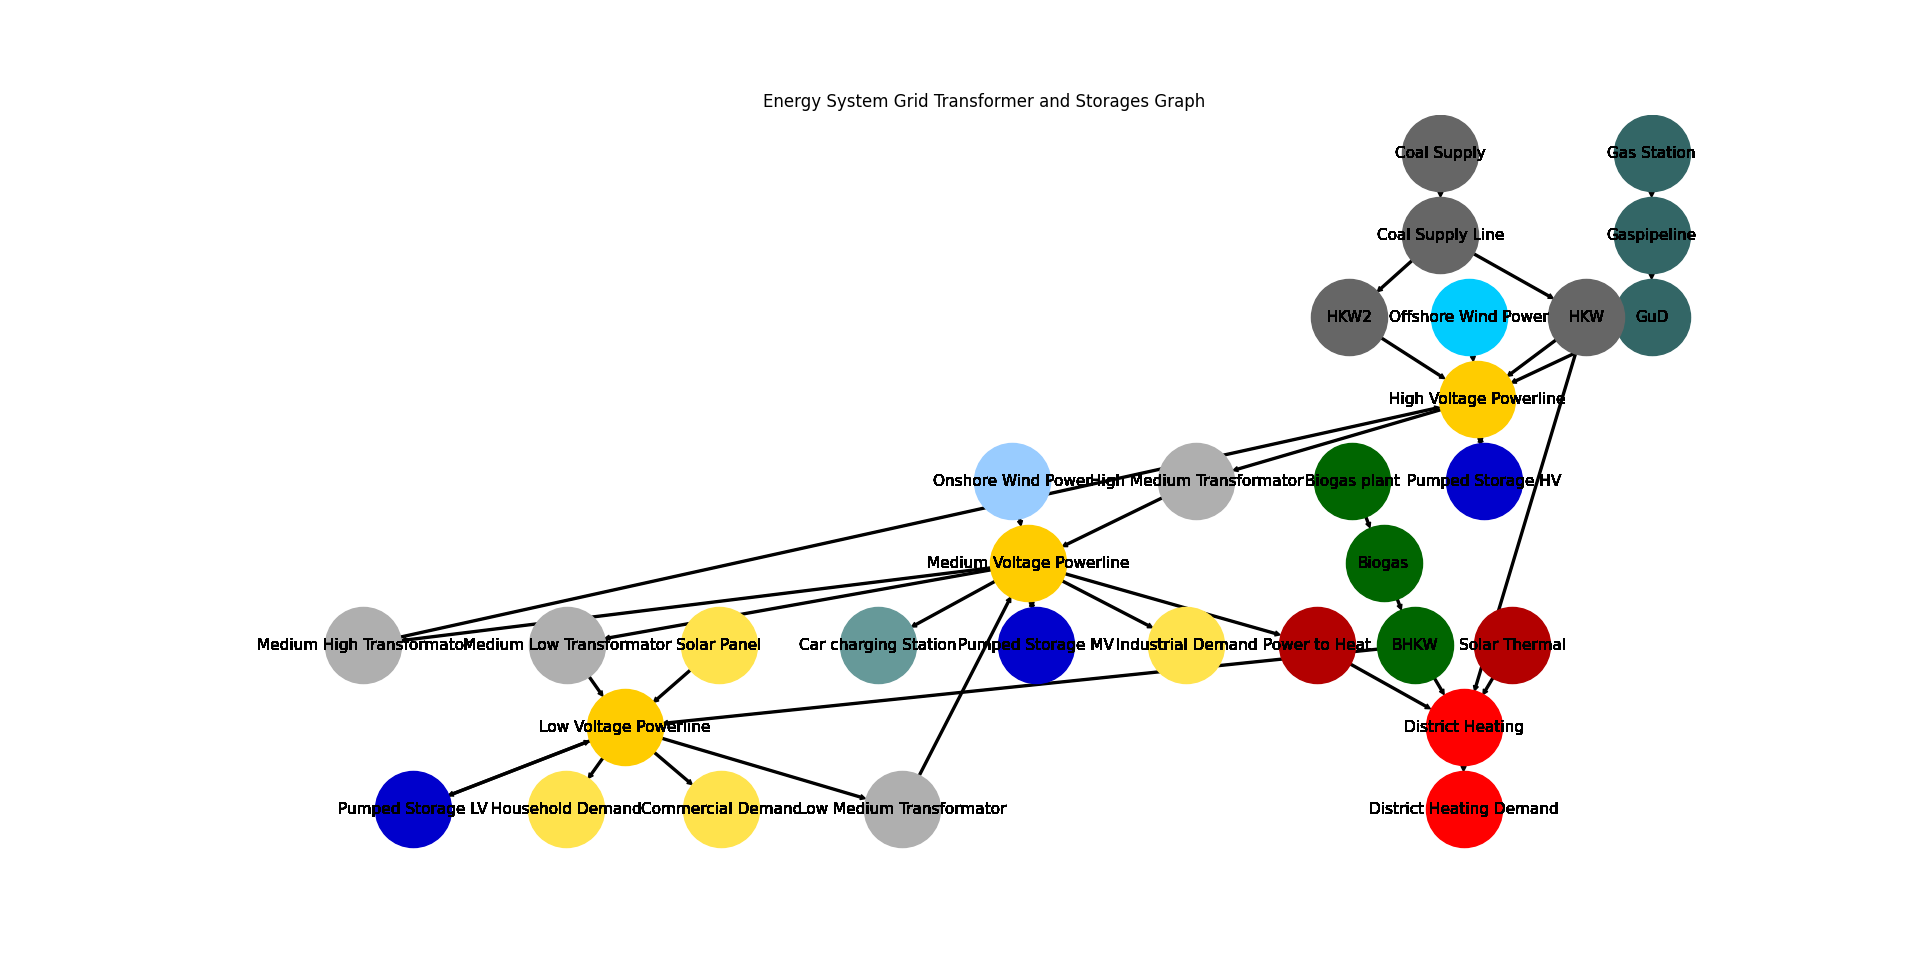 Energy System Grid Transformer and Storages Graph
Coal Supply
Gas Station
Coal Supply Line
Gaspipeline
HKW2
Offshore Wind Power
HKW
GuD
High Voltage Powerline
Onshore Wind Power
High Medium Transformator
Biogas plant
Pumped Storage HV
Medium Voltage Powerline
Biogas
Medium High Transformator
Medium Low Transformator
Solar Panel
Car charging Station
Pumped Storage MV
Industrial Demand
Power to Heat
BHKW
Solar Thermal
Low Voltage Powerline
District Heating
Pumped Storage LV
Household Demand
Commercial Demand
Low Medium Transformator
District Heating Demand